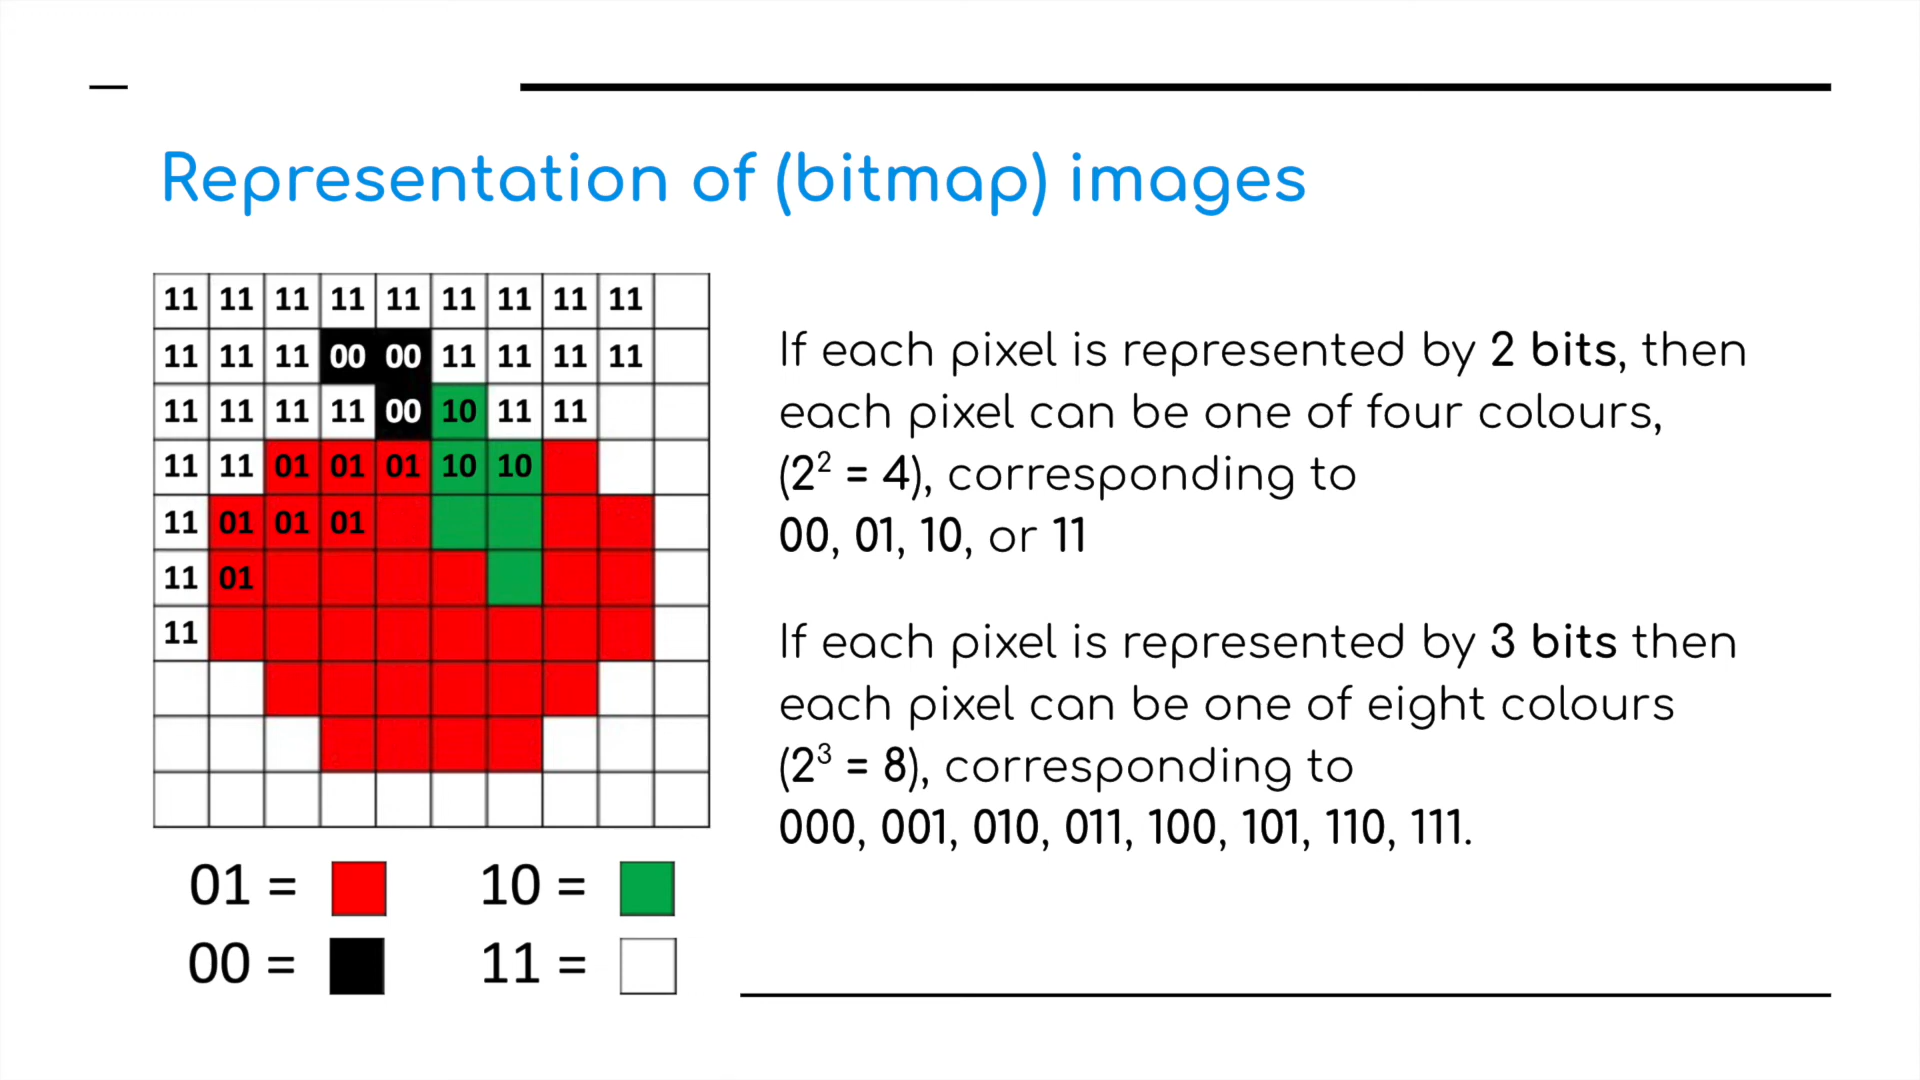 Representation of (bitmap) images
11 11 11 11 11 11 11 11 11
11 11 11 00 00 11 11 11 11
11 11 11 11 00 10 11 11
11 11 01 01 01 10 10
11 01 01 01
11 01
11
01 = 10 =
00 = 11 =
If each pixel is represented by 2 bits, then
each pixel can be one of four colours,
(2² = 4), corresponding to
00, 01, 10, or 11
If each pixel is represented by 3 bits then
each pixel can be one of eight colours
(2³ = 8), corresponding to
000, 001, 010, 011, 100, 101, 110, 111.